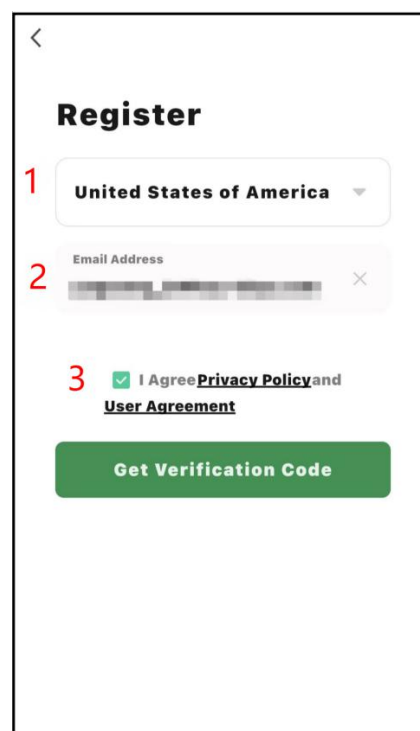 Register
1 United States of America
Email Address
2
3 I Agree Privacy Policy and
User Agreement
Get Verification Code